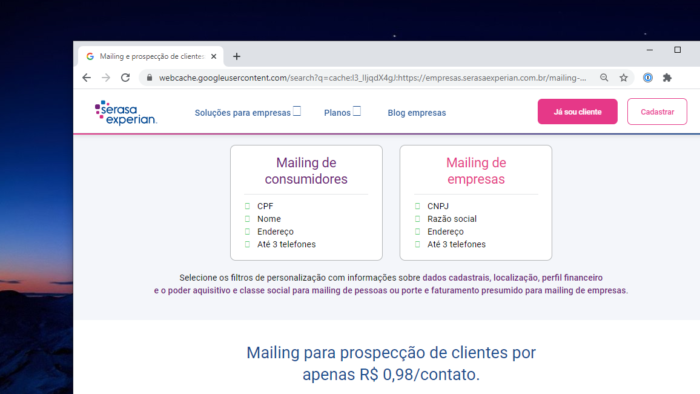 Mailing e prospecção de clientes
webcache.googleusercontent.com/search?q=cache:I3_IIjqdX4gJ:https://empresas.serasaexperian.com.br/mailing-...
serasa
experian.
Soluções para empresas
Planos
Blog empresas
Já sou cliente
Cadastrar
Mailing de
consumidores
CPF
Nome
Endereço
Até 3 telefones
Mailing de
empresas
CNPJ
Razão social
Endereço
Até 3 telefones
Selecione os filtros de personalização com informações sobre dados cadastrais, localização, perfil financeiro
e o poder aquisitivo e classe social para mailing de pessoas ou porte e faturamento presumido para mailing de empresas.
Mailing para prospecção de clientes por
apenas R$ 0,98/contato.